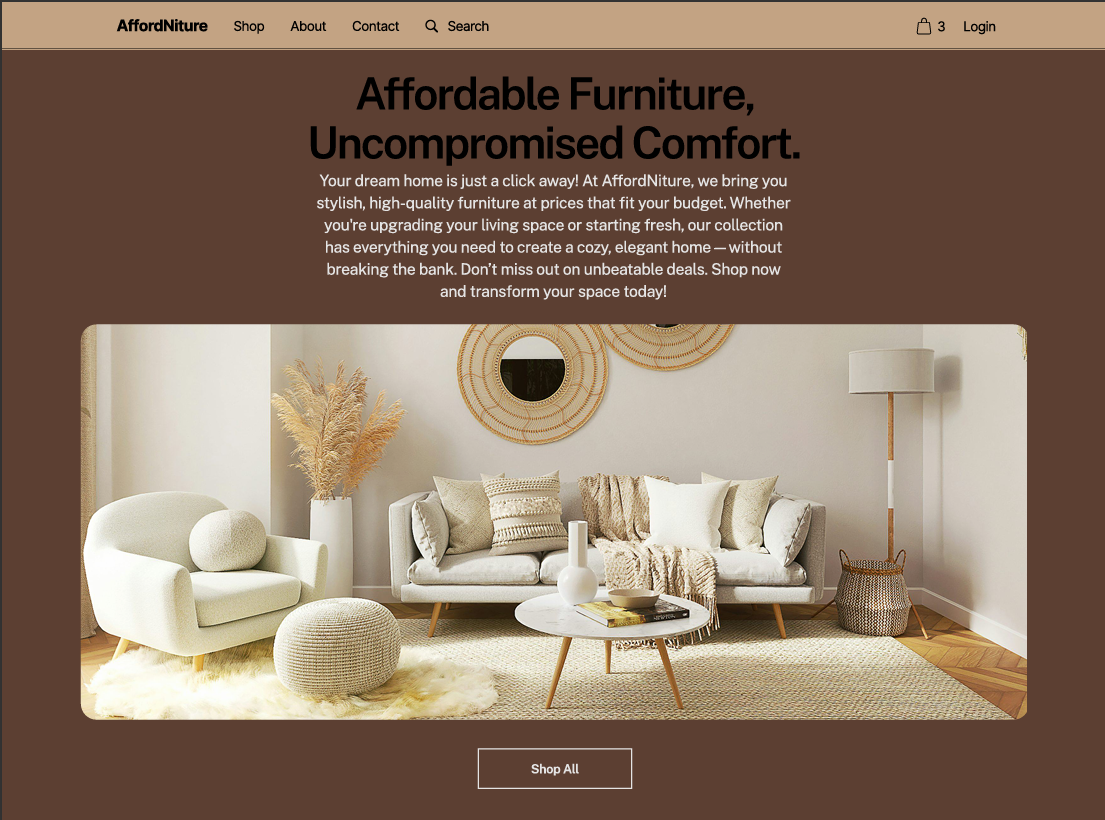 AffordNiture Shop About Contact Search 3 Login
Affordable Furniture,
Uncompromised Comfort.
Your dream home is just a click away! At AffordNiture, we bring you
stylish, high-quality furniture at prices that fit your budget. Whether
you're upgrading your living space or starting fresh, our collection
has everything you need to create a cozy, elegant home — without
breaking the bank. Don’t miss out on unbeatable deals. Shop now
and transform your space today!
Shop All